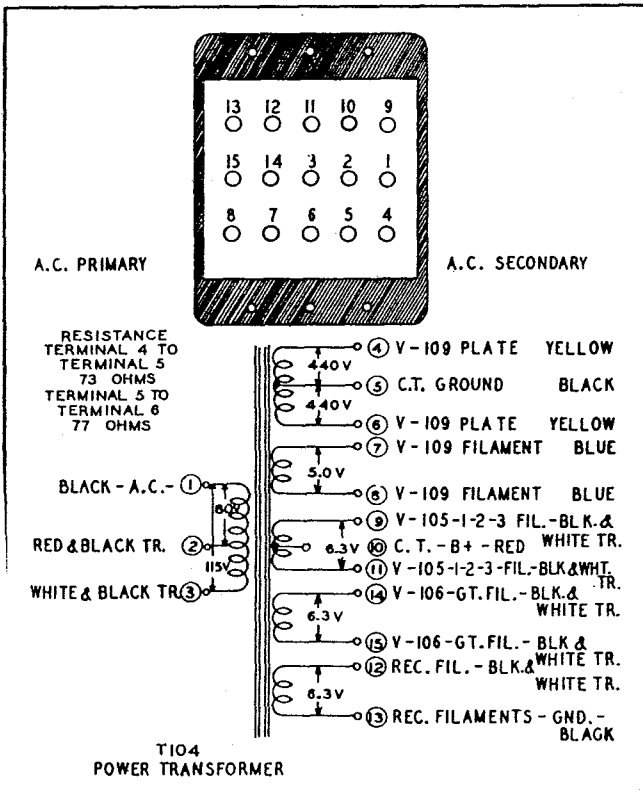 13 12 11 10 9
15 14 3 2 1
8 7 6 5 4
A.C. PRIMARY
A.C. SECONDARY
RESISTANCE
TERMINAL 4 TO
TERMINAL 5
73 OHMS
TERMINAL 5 TO
TERMINAL 6
77 OHMS
4 V-109 PLATE YELLOW
440V
5 C.T. GROUND BLACK
440V
6 V-109 PLATE YELLOW
7 V-109 FILAMENT BLUE
5.0V
8 V-109 FILAMENT BLUE
BLACK-A.C.- 1
RED & BLACK TR. 2
115V
WHITE & BLACK TR. 3
9 V-105-1-2-3 FIL.-BLK.&
WHITE TR.
6.3V
10 C.T.-B+-RED
11 V-105-1-2-3-FIL-BLK&WHT.
TR.
14 V-106-GT.FIL.-BLK.&
WHITE TR.
6.3V
15 V-106-GT.FIL.-BLK &
WHITE TR.
12 REC.FIL.-BLK.&
WHITE TR.
6.3V
13 REC. FILAMENTS-GND.-
BLACK
T104
POWER TRANSFORMER